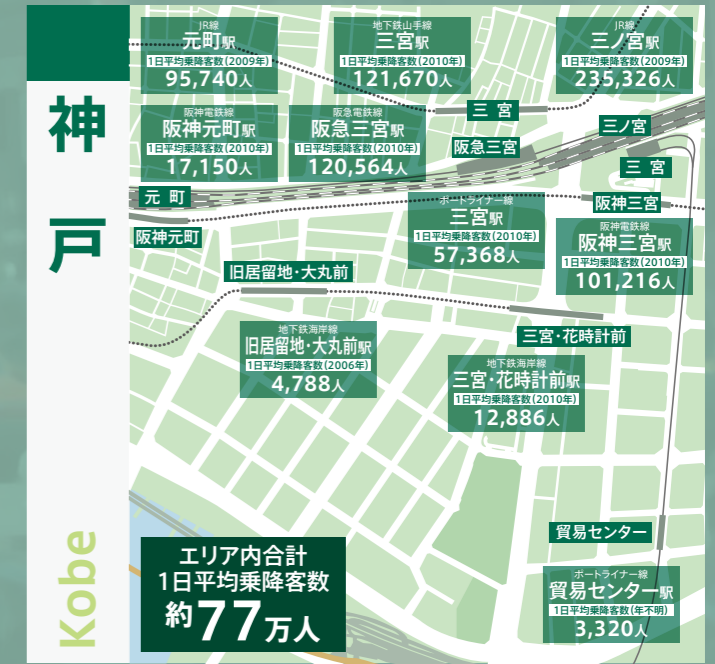 神戸
Kobe
JR線
元町駅
1日平均乗降客数(2009年)
95,740人
地下鉄山手線
三宮駅
1日平均乗降客数(2010年)
121,670人
JR線
三ノ宮駅
1日平均乗降客数(2009年)
235,326人
阪神電鉄線
阪神元町駅
1日平均乗降客数(2010年)
17,150人
阪急電鉄線
阪急三宮駅
1日平均乗降客数(2010年)
120,564人
三宮
三ノ宮
阪急三宮
三宮
元町
阪神三宮
阪神元町
ポートライナー線
三宮駅
1日平均乗降客数(2010年)
57,368人
阪神電鉄線
阪神三宮駅
1日平均乗降客数(2010年)
101,216人
旧居留地・大丸前
三宮・花時計前
地下鉄海岸線
旧居留地・大丸前駅
1日平均乗降客数(2006年)
4,788人
地下鉄海岸線
三宮・花時計前駅
1日平均乗降客数(2010年)
12,886人
貿易センター
ポートライナー線
貿易センター駅
1日平均乗降客数(年不明)
3,320人
エリア内合計
1日平均乗降客数
約77万人